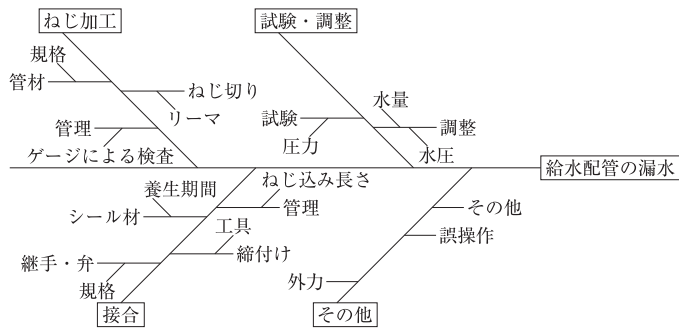 ねじ加工
試験・調整
規格
管材
ねじ切り
リーマ
管理
ゲージによる検査
試験
圧力
水量
調整
水圧
給水配管の漏水
養生期間
シール材
ねじ込み長さ
管理
工具
締付け
継手・弁
規格
接合
その他
誤操作
外力
その他